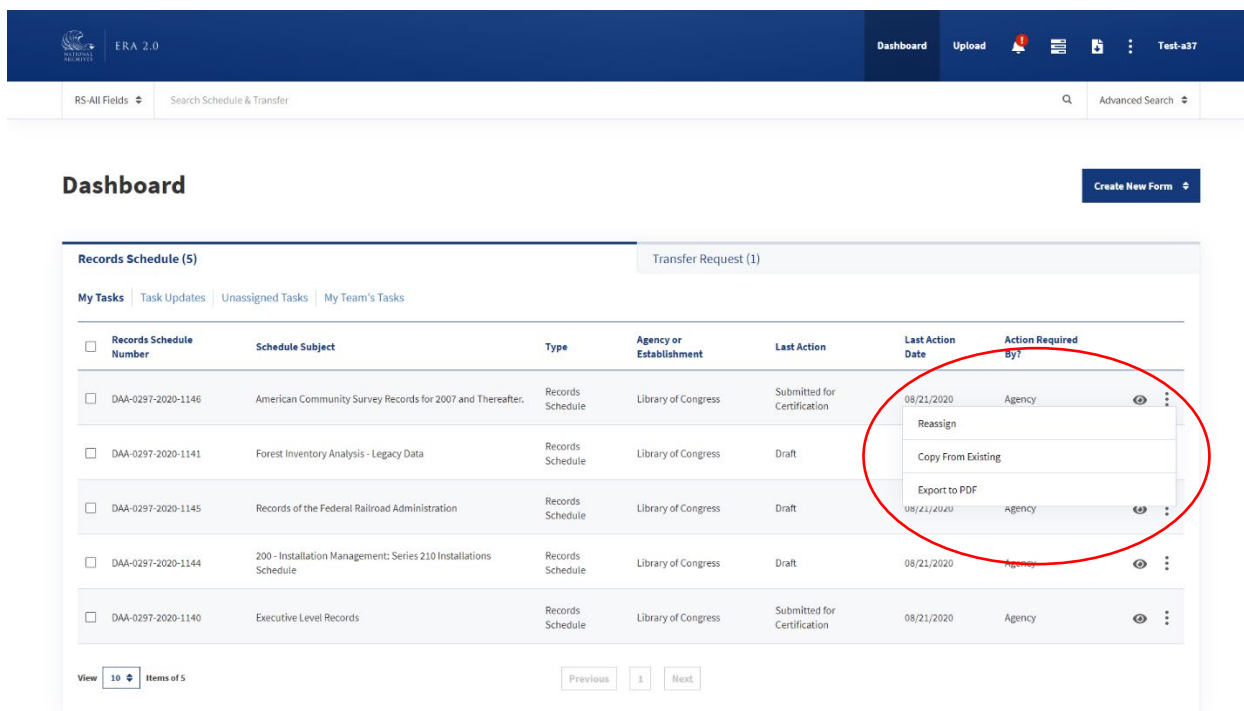 NATIONAL
ARCHIVES
ERA 2.0
Dashboard Upload ! Test-a37
RS-All Fields Search Schedule & Transfer Advanced Search
Dashboard
Create New Form
Records Schedule (5) Transfer Request (1)
My Tasks Task Updates Unassigned Tasks My Team's Tasks
Records Schedule Number Schedule Subject Type Agency or Establishment Last Action Last Action Date Action Required By?
DAA-0297-2020-1146 American Community Survey Records for 2007 and Thereafter. Records Schedule Library of Congress Submitted for Certification 08/21/2020 Agency
Reassign
Copy From Existing
Export to PDF
DAA-0297-2020-1141 Forest Inventory Analysis - Legacy Data Records Schedule Library of Congress Draft
DAA-0297-2020-1145 Records of the Federal Railroad Administration Records Schedule Library of Congress Draft 08/21/2020 Agency
DAA-0297-2020-1144 200 - Installation Management: Series 210 Installations Schedule Records Schedule Library of Congress Draft 08/21/2020 Agency
DAA-0297-2020-1140 Executive Level Records Records Schedule Library of Congress Submitted for Certification 08/21/2020 Agency
View 10 Items of 5 Previous 1 Next